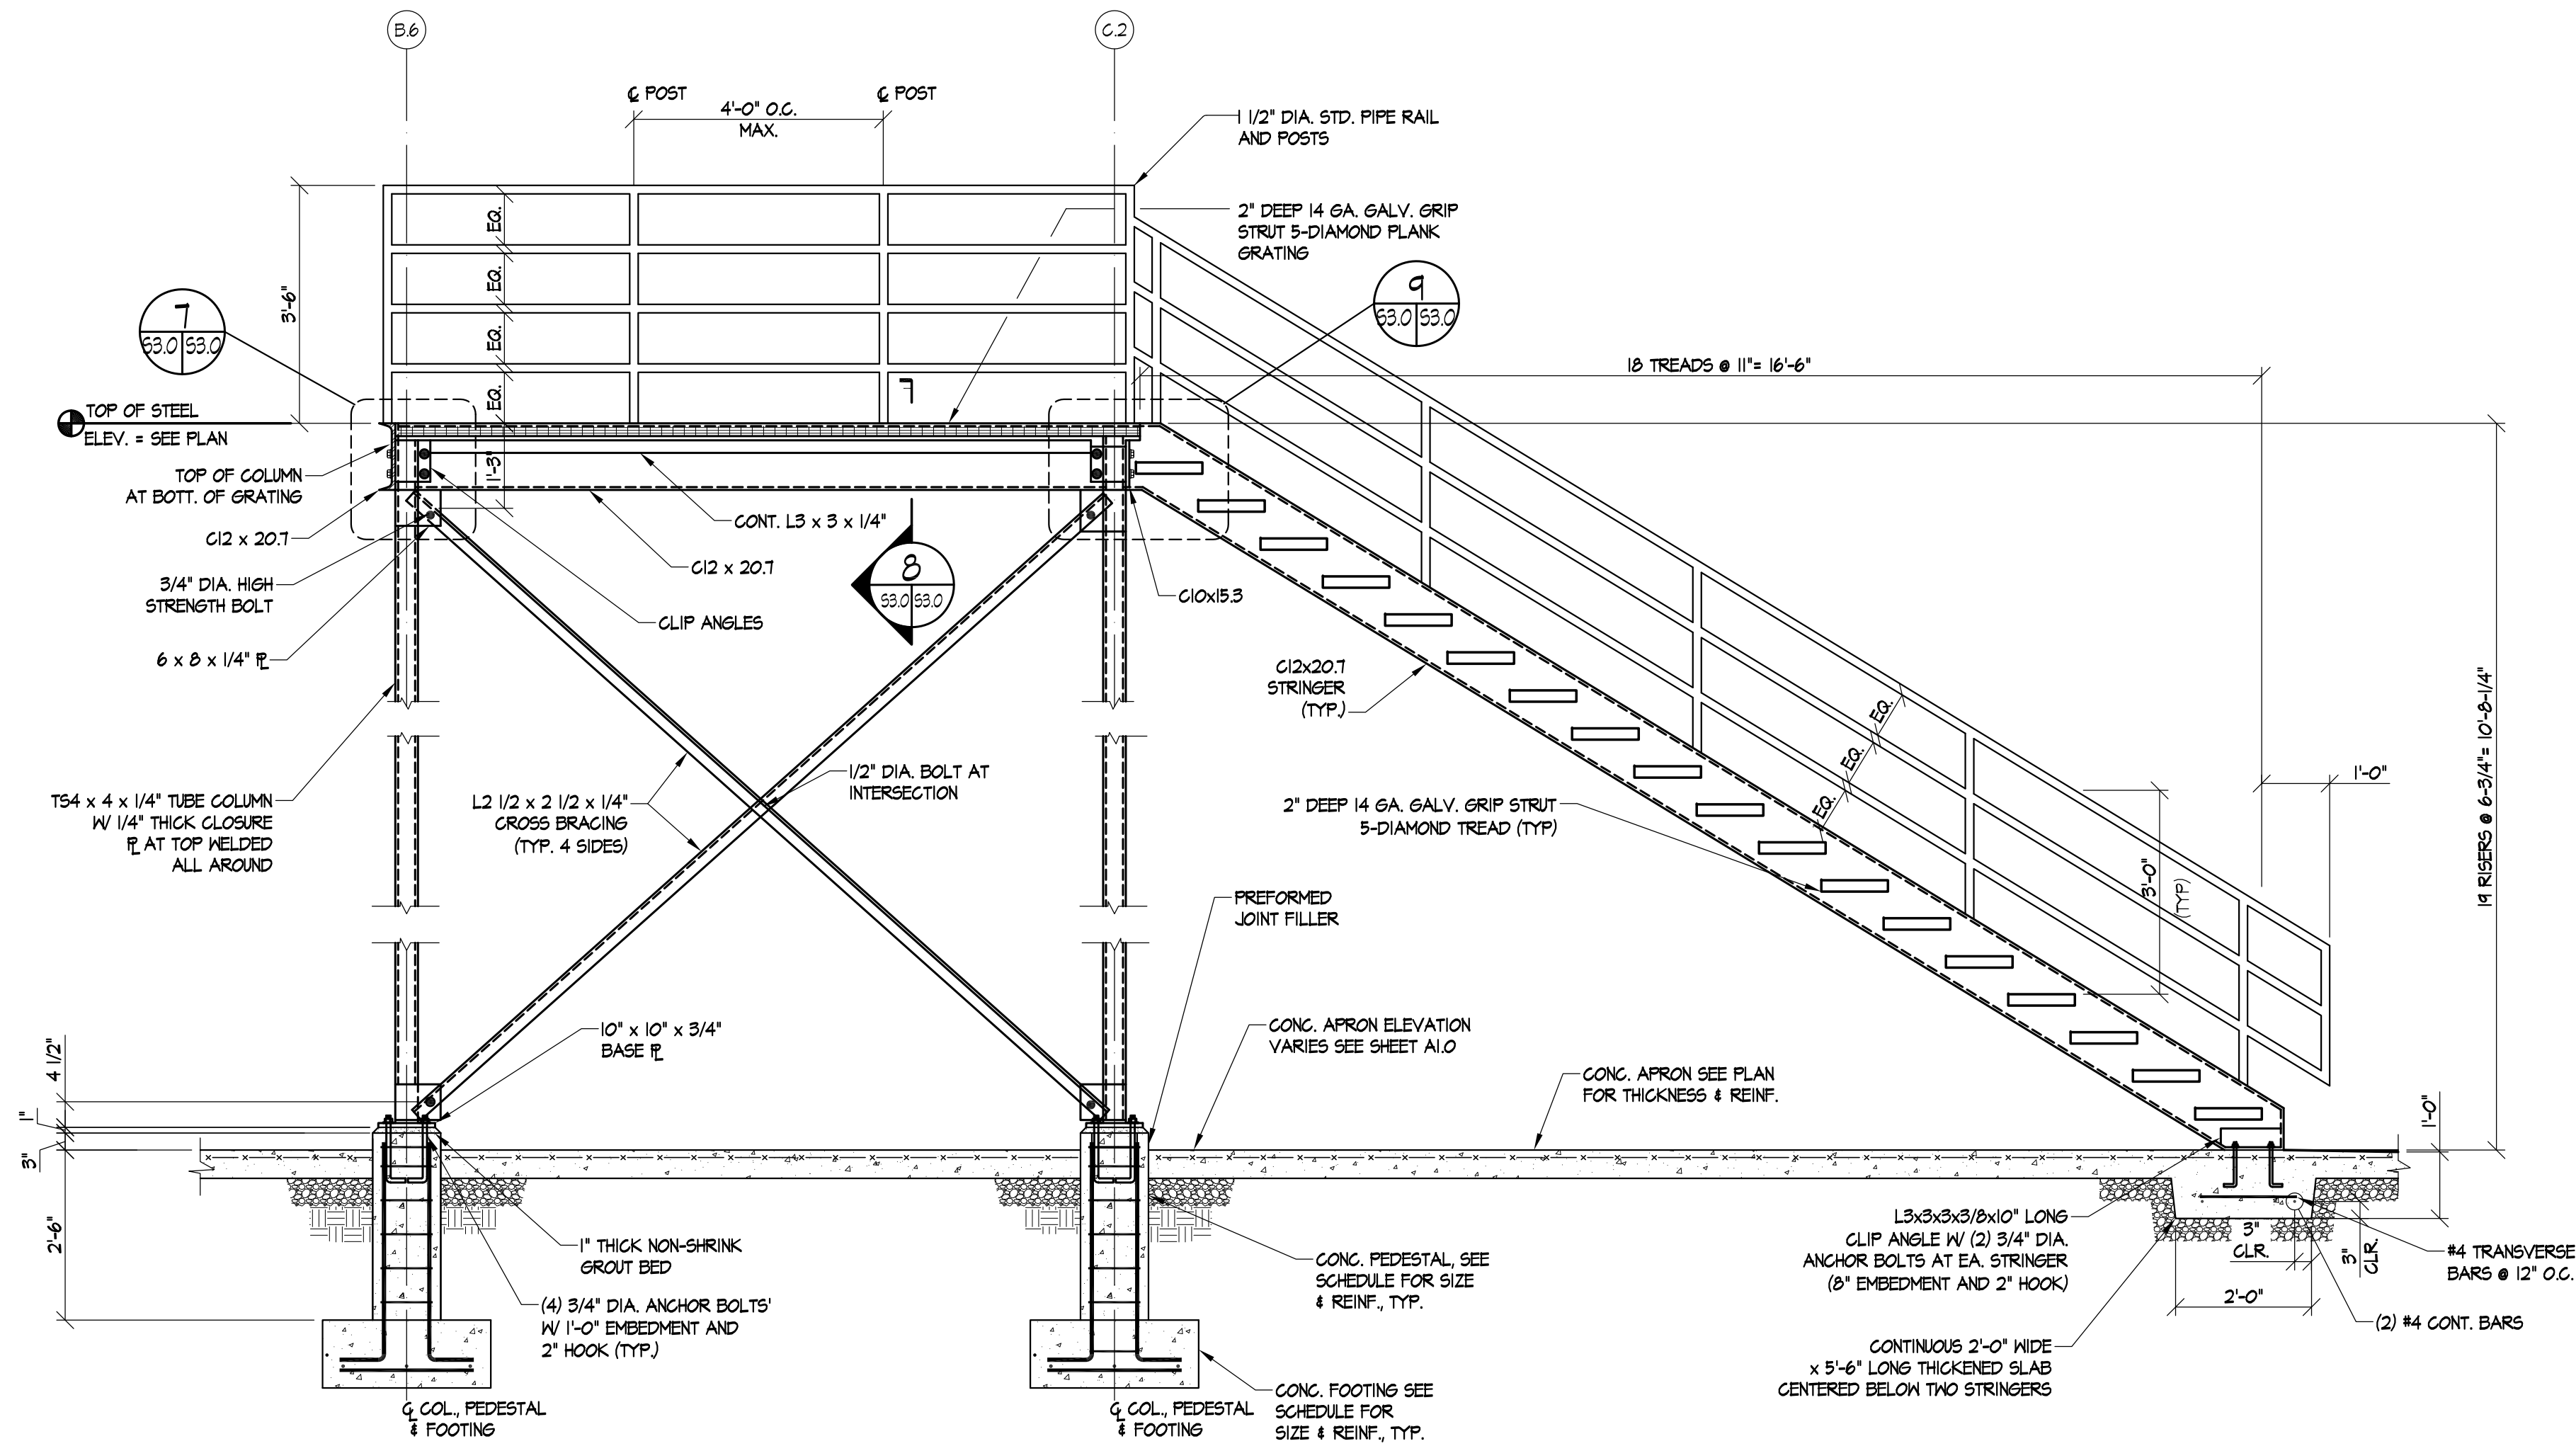 B.6
C.2
℄ POST
℄ POST
4'-0" O.C.
MAX.
1 1/2" DIA. STD. PIPE RAIL
AND POSTS
2" DEEP 14 GA. GALV. GRIP
STRUT 5-DIAMOND PLANK
GRATING
3'-6"
EQ.
EQ.
EQ.
EQ.
1'-3"
7
S3.0 S3.0
9
S3.0 S3.0
18 TREADS @ 11"= 16'-6"
TOP OF STEEL
ELEV. = SEE PLAN
TOP OF COLUMN
AT BOTT. OF GRATING
C12 x 20.7
3/4" DIA. HIGH
STRENGTH BOLT
6 x 8 x 1/4" ℙL
CONT. L3 x 3 x 1/4"
C12 x 20.7
CLIP ANGLES
8
S3.0 S3.0
C10x15.3
C12x20.7
STRINGER
(TYP.)
EQ.
EQ.
EQ.
1'-0"
19 RISERS @ 6-3/4"= 10'-8-1/4"
TS4 x 4 x 1/4" TUBE COLUMN
W/ 1/4" THICK CLOSURE
PL AT TOP WELDED
ALL AROUND
L2 1/2 x 2 1/2 x 1/4"
CROSS BRACING
(TYP. 4 SIDES)
1/2" DIA. BOLT AT
INTERSECTION
2" DEEP 14 GA. GALV. GRIP STRUT
5-DIAMOND TREAD (TYP)
3'-0"
(TYP)
PREFORMED
JOINT FILLER
10" x 10" x 3/4"
BASE PL
CONC. APRON ELEVATION
VARIES SEE SHEET A1.0
CONC. APRON SEE PLAN
FOR THICKNESS & REINF.
4 1/2"
1"
3"
2'-6"
1'-0"
1" THICK NON-SHRINK
GROUT BED
(4) 3/4" DIA. ANCHOR BOLTS'
W/ 1'-0" EMBEDMENT AND
2" HOOK (TYP.)
CONC. PEDESTAL, SEE
SCHEDULE FOR SIZE
& REINF., TYP.
L3x3x3x3/8x10" LONG
CLIP ANGLE W/ (2) 3/4" DIA.
ANCHOR BOLTS AT EA. STRINGER
(8" EMBEDMENT AND 2" HOOK)
3"
CLR.
3"
CLR.
2'-0"
#4 TRANSVERSE
BARS @ 12" O.C.
(2) #4 CONT. BARS
CONTINUOUS 2'-0" WIDE
x 5'-6" LONG THICKENED SLAB
CENTERED BELOW TWO STRINGERS
℄ COL., PEDESTAL
& FOOTING
℄ COL., PEDESTAL
& FOOTING
CONC. FOOTING SEE
SCHEDULE FOR
SIZE & REINF., TYP.